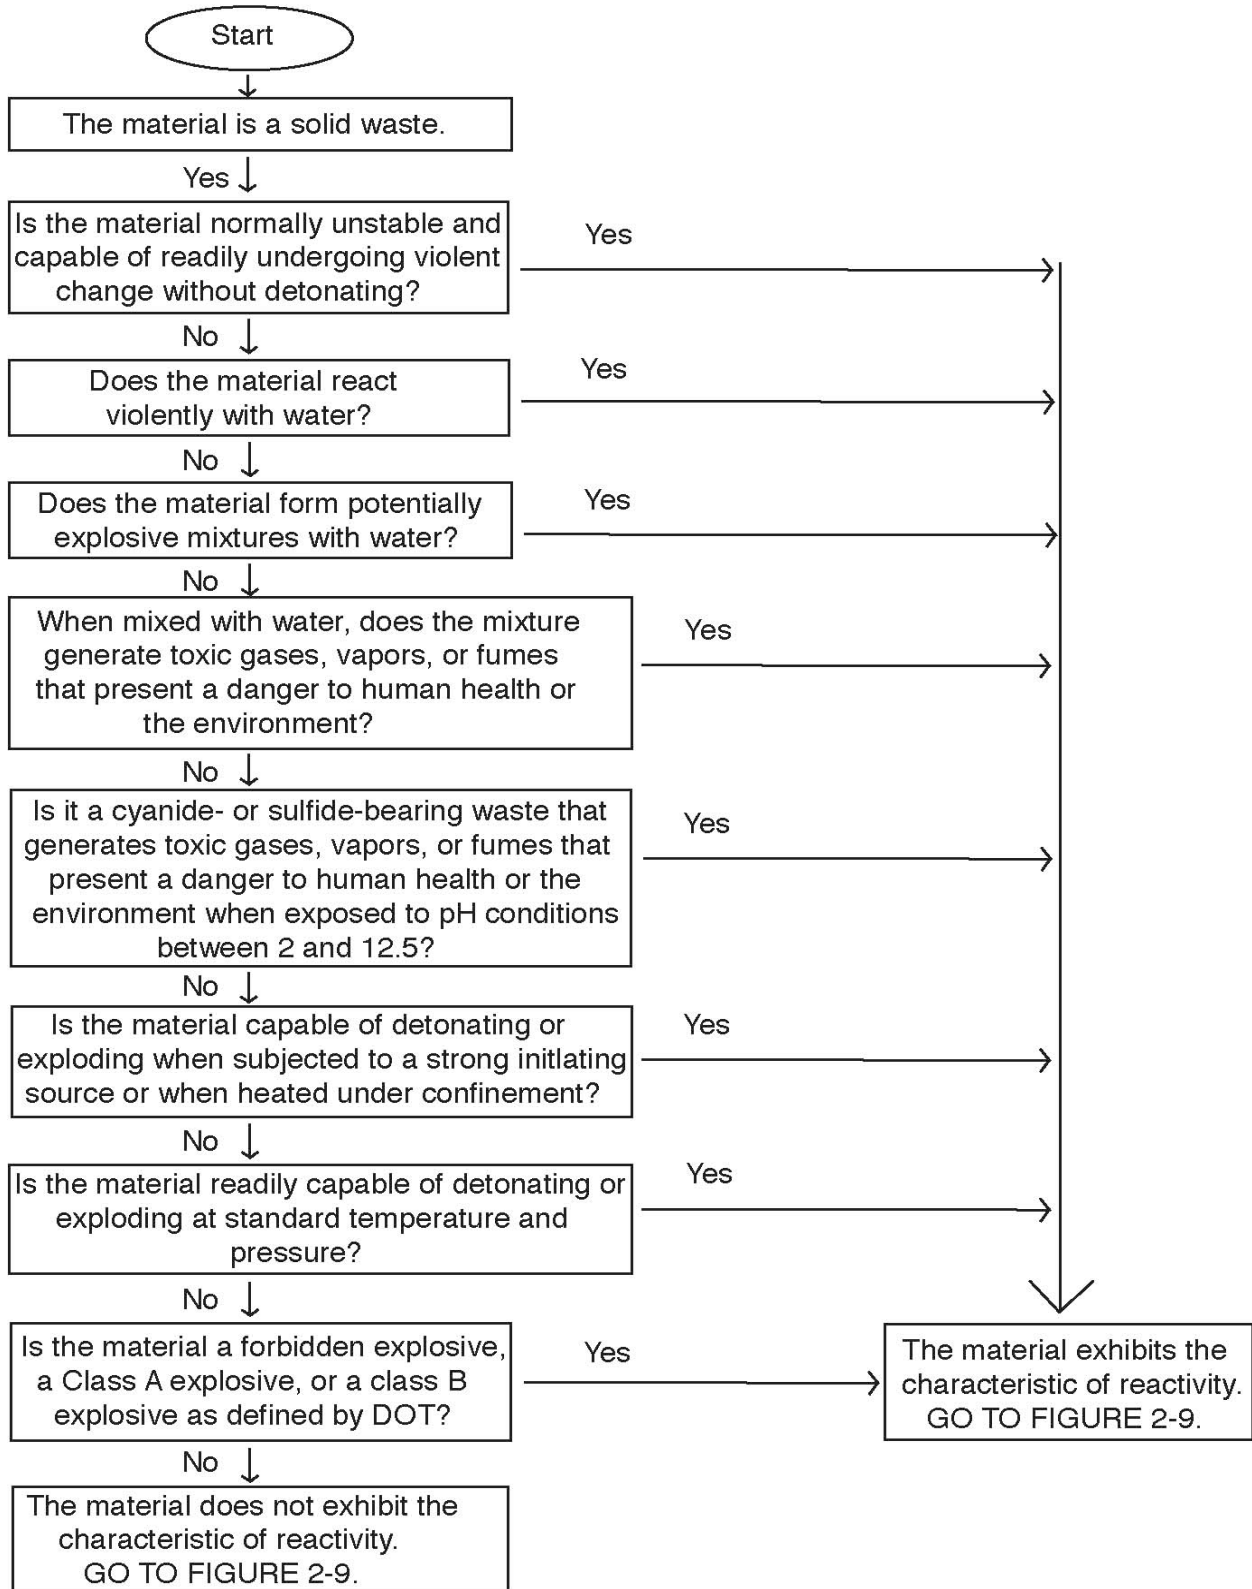 Start
The material is a solid waste.
Yes
Is the material normally unstable and
capable of readily undergoing violent
change without detonating?
Yes
No
Does the material react
violently with water?
Yes
No
Does the material form potentially
explosive mixtures with water?
Yes
No
When mixed with water, does the mixture
generate toxic gases, vapors, or fumes
that present a danger to human health or
the environment?
Yes
No
Is it a cyanide- or sulfide-bearing waste that
generates toxic gases, vapors, or fumes that
present a danger to human health or the
environment when exposed to pH conditions
between 2 and 12.5?
Yes
No
Is the material capable of detonating or
exploding when subjected to a strong initlating
source or when heated under confinement?
Yes
No
Is the material readily capable of detonating or
exploding at standard temperature and
pressure?
Yes
No
Is the material a forbidden explosive,
a Class A explosive, or a class B
explosive as defined by DOT?
Yes
The material exhibits the
characteristic of reactivity.
GO TO FIGURE 2-9.
No
The material does not exhibit the
characteristic of reactivity.
GO TO FIGURE 2-9.